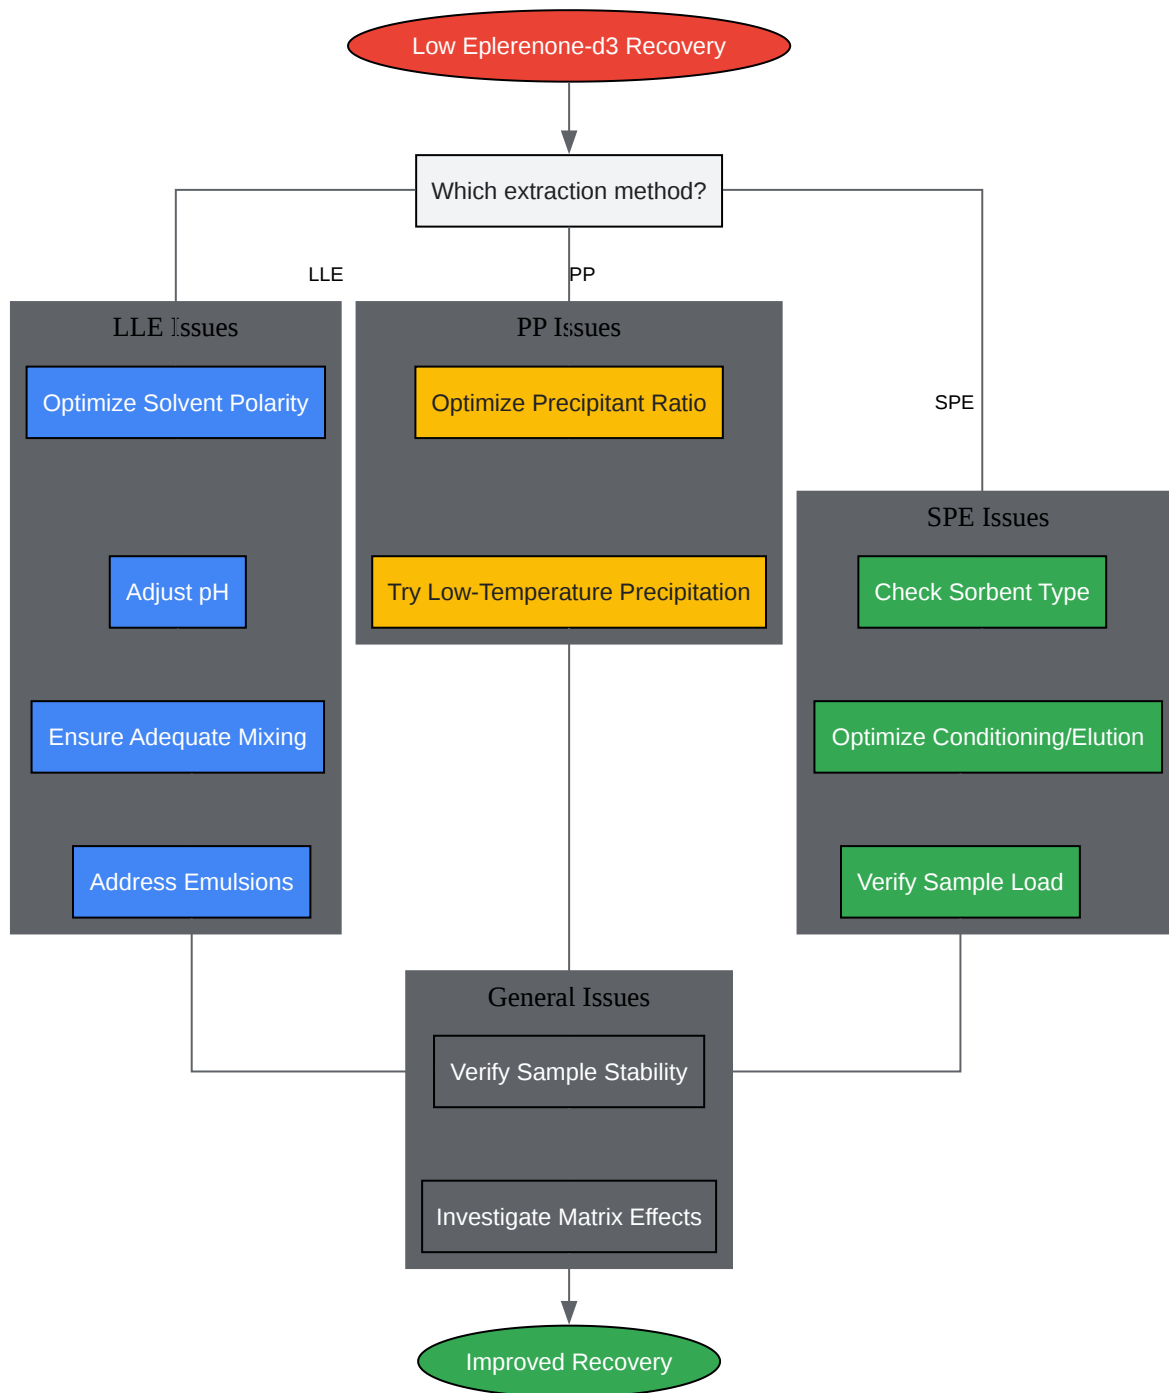 Low Eplerenone-d3 Recovery
Which extraction method?
LLE
PP
SPE
LLE Issues
Optimize Solvent Polarity
Adjust pH
Ensure Adequate Mixing
Address Emulsions
PP Issues
Optimize Precipitant Ratio
Try Low-Temperature Precipitation
SPE Issues
Check Sorbent Type
Optimize Conditioning/Elution
Verify Sample Load
General Issues
Verify Sample Stability
Investigate Matrix Effects
Improved Recovery